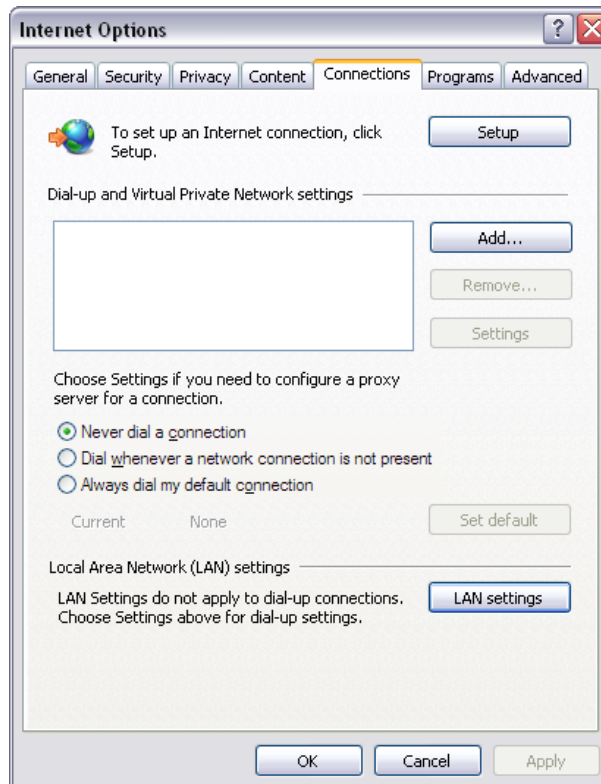 Internet Options
?
General Security Privacy Content Connections Programs Advanced
To set up an Internet connection, click
Setup.
Setup
Dial-up and Virtual Private Network settings
Add...
Remove...
Settings
Choose Settings if you need to configure a proxy
server for a connection.
Never dial a connection
Dial whenever a network connection is not present
Always dial my default connection
Current None
Set default
Local Area Network (LAN) settings
LAN Settings do not apply to dial-up connections.
Choose Settings above for dial-up settings.
LAN settings
OK Cancel Apply